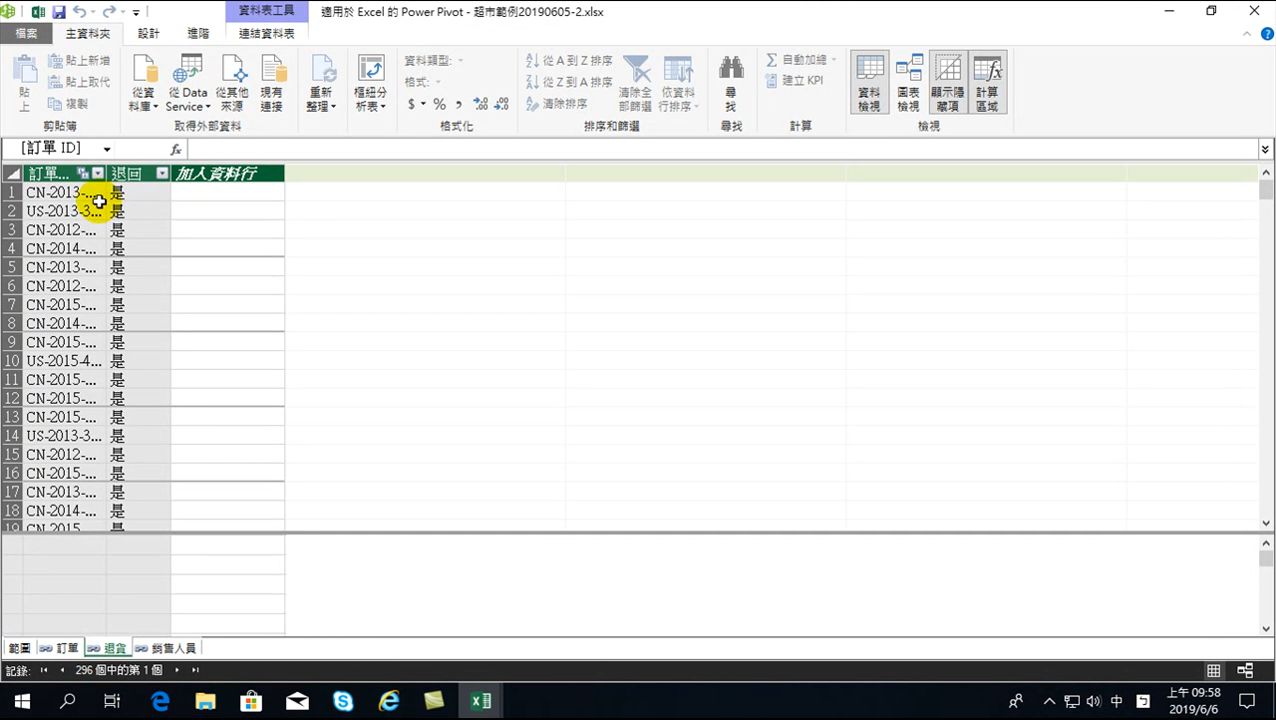 資料表工具
適用於 Excel 的 Power Pivot - 超市範例20190605-2.xlsx
檔案
主資料夾
設計
進階
連結資料表
貼上
貼上新增
貼上取代
複製
剪貼簿
從資料庫
從 Data Service
從其他來源
現有連接
取得外部資料
重新整理
樞紐分析表
資料類型:
格式:
$ % ,
格式化
從 A 到 Z 排序
從 Z 到 A 排序
清除排序
清除全部篩選
依資料行排序
排序和篩選
尋找
尋找
自動加總
建立 KPI
計算
資料檢視
圖表檢視
顯示隱藏項
計算區域
檢視
[訂單 ID]
fx
訂單... 退回 加入資料行
1 CN-2013-... 是
2 US-2013-3... 是
3 CN-2012-... 是
4 CN-2014-... 是
5 CN-2013-... 是
6 CN-2012-... 是
7 CN-2015-... 是
8 CN-2014-... 是
9 CN-2015-... 是
10 US-2015-4... 是
11 CN-2015-... 是
12 CN-2015-... 是
13 CN-2015-... 是
14 US-2013-3... 是
15 CN-2012-... 是
16 CN-2015-... 是
17 CN-2013-... 是
18 CN-2014-... 是
19 CN-2015 是
範圍 訂單 退貨 銷售人員
記錄: 296 個中的第 1 個
中
上午 09:58
2019/6/6